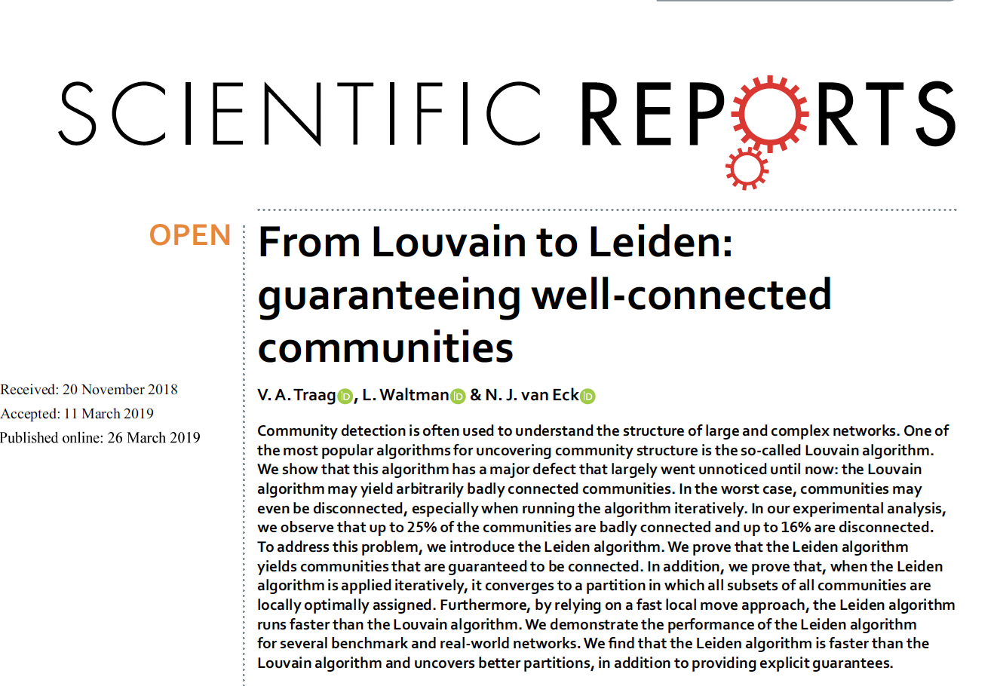 SCIENTIFIC REPORTS
OPEN
From Louvain to Leiden:
guaranteeing well-connected
communities
Received: 20 November 2018
Accepted: 11 March 2019
Published online: 26 March 2019
V. A. Traag iD, L. Waltman iD & N. J. van Eck iD
Community detection is often used to understand the structure of large and complex networks. One of
the most popular algorithms for uncovering community structure is the so-called Louvain algorithm.
We show that this algorithm has a major defect that largely went unnoticed until now: the Louvain
algorithm may yield arbitrarily badly connected communities. In the worst case, communities may
even be disconnected, especially when running the algorithm iteratively. In our experimental analysis,
we observe that up to 25% of the communities are badly connected and up to 16% are disconnected.
To address this problem, we introduce the Leiden algorithm. We prove that the Leiden algorithm
yields communities that are guaranteed to be connected. In addition, we prove that, when the Leiden
algorithm is applied iteratively, it converges to a partition in which all subsets of all communities are
locally optimally assigned. Furthermore, by relying on a fast local move approach, the Leiden algorithm
runs faster than the Louvain algorithm. We demonstrate the performance of the Leiden algorithm
for several benchmark and real-world networks. We find that the Leiden algorithm is faster than the
Louvain algorithm and uncovers better partitions, in addition to providing explicit guarantees.